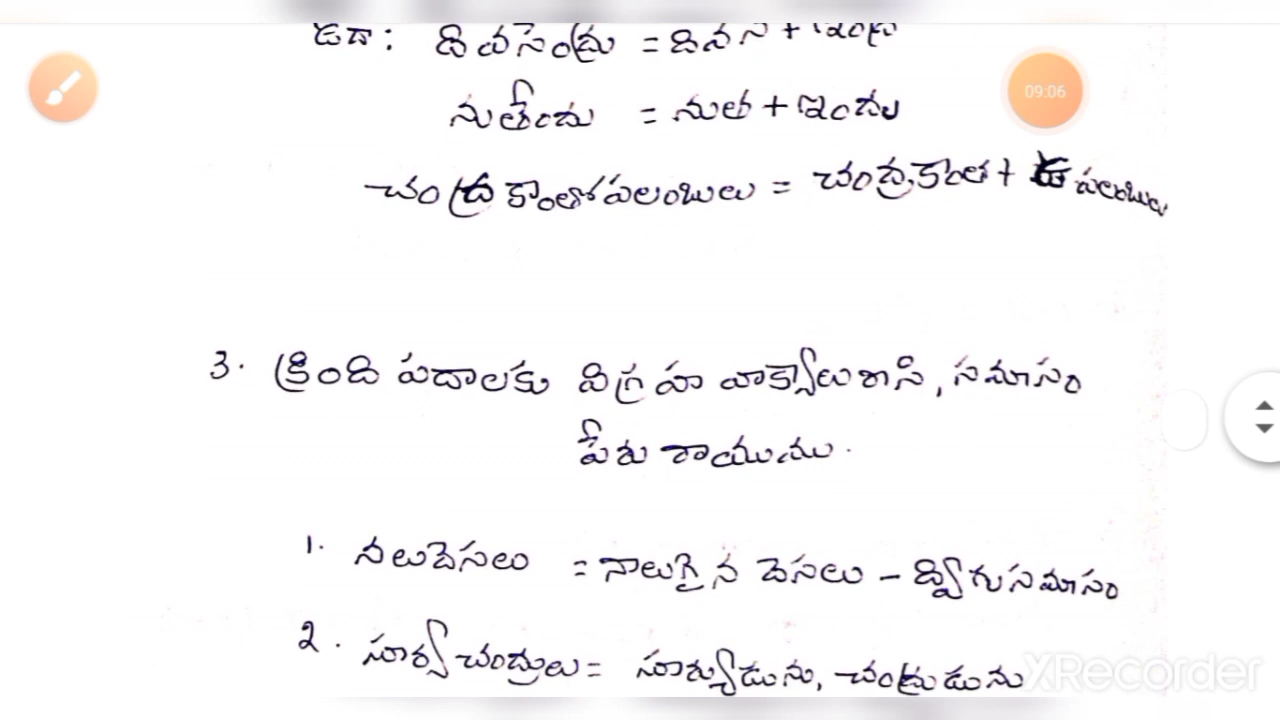 ఉదా: దివసేంద్రు = దివస + ఇంద్రు
నుతేందు = నుత + ఇందు
చంద్రకాంతోపలంబులు = చంద్రకాంత + ఉపలంబులు
09:06
3. క్రింది పదాలకు విగ్రహ వాక్యాలు రాసి, సమాసం
పేరు రాయుము.
1. నలుదెసలు = నాలుగైన దెసలు - ద్విగుసమాసం
2. సూర్యచంద్రులు = సూర్యుడును, చంద్రుడును
XRecorder